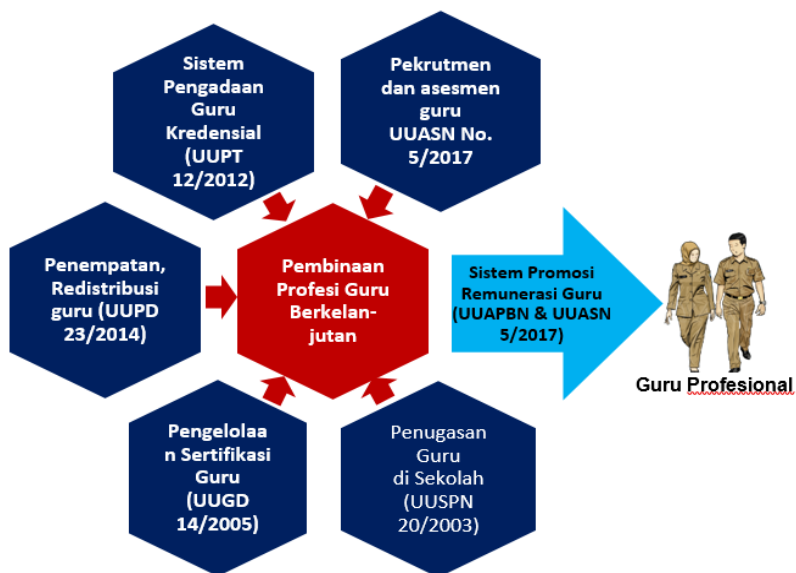 Sistem
Pengadaan
Guru
Kredensial
(UUPT
12/2012)
Pekrutmen
dan asesmen
guru
UUASN No.
5/2017
Penempatan,
Redistribusi
guru (UUPD
23/2014)
Pembinaan
Profesi Guru
Berkelan-
jutan
Sistem Promosi
Remunerasi Guru
(UUAPBN & UUASN
5/2017)
Guru Profesional
Pengelolaa
n Sertifikasi
Guru
(UUGD
14/2005)
Penugasan
Guru
di Sekolah
(UUSPN
20/2003)